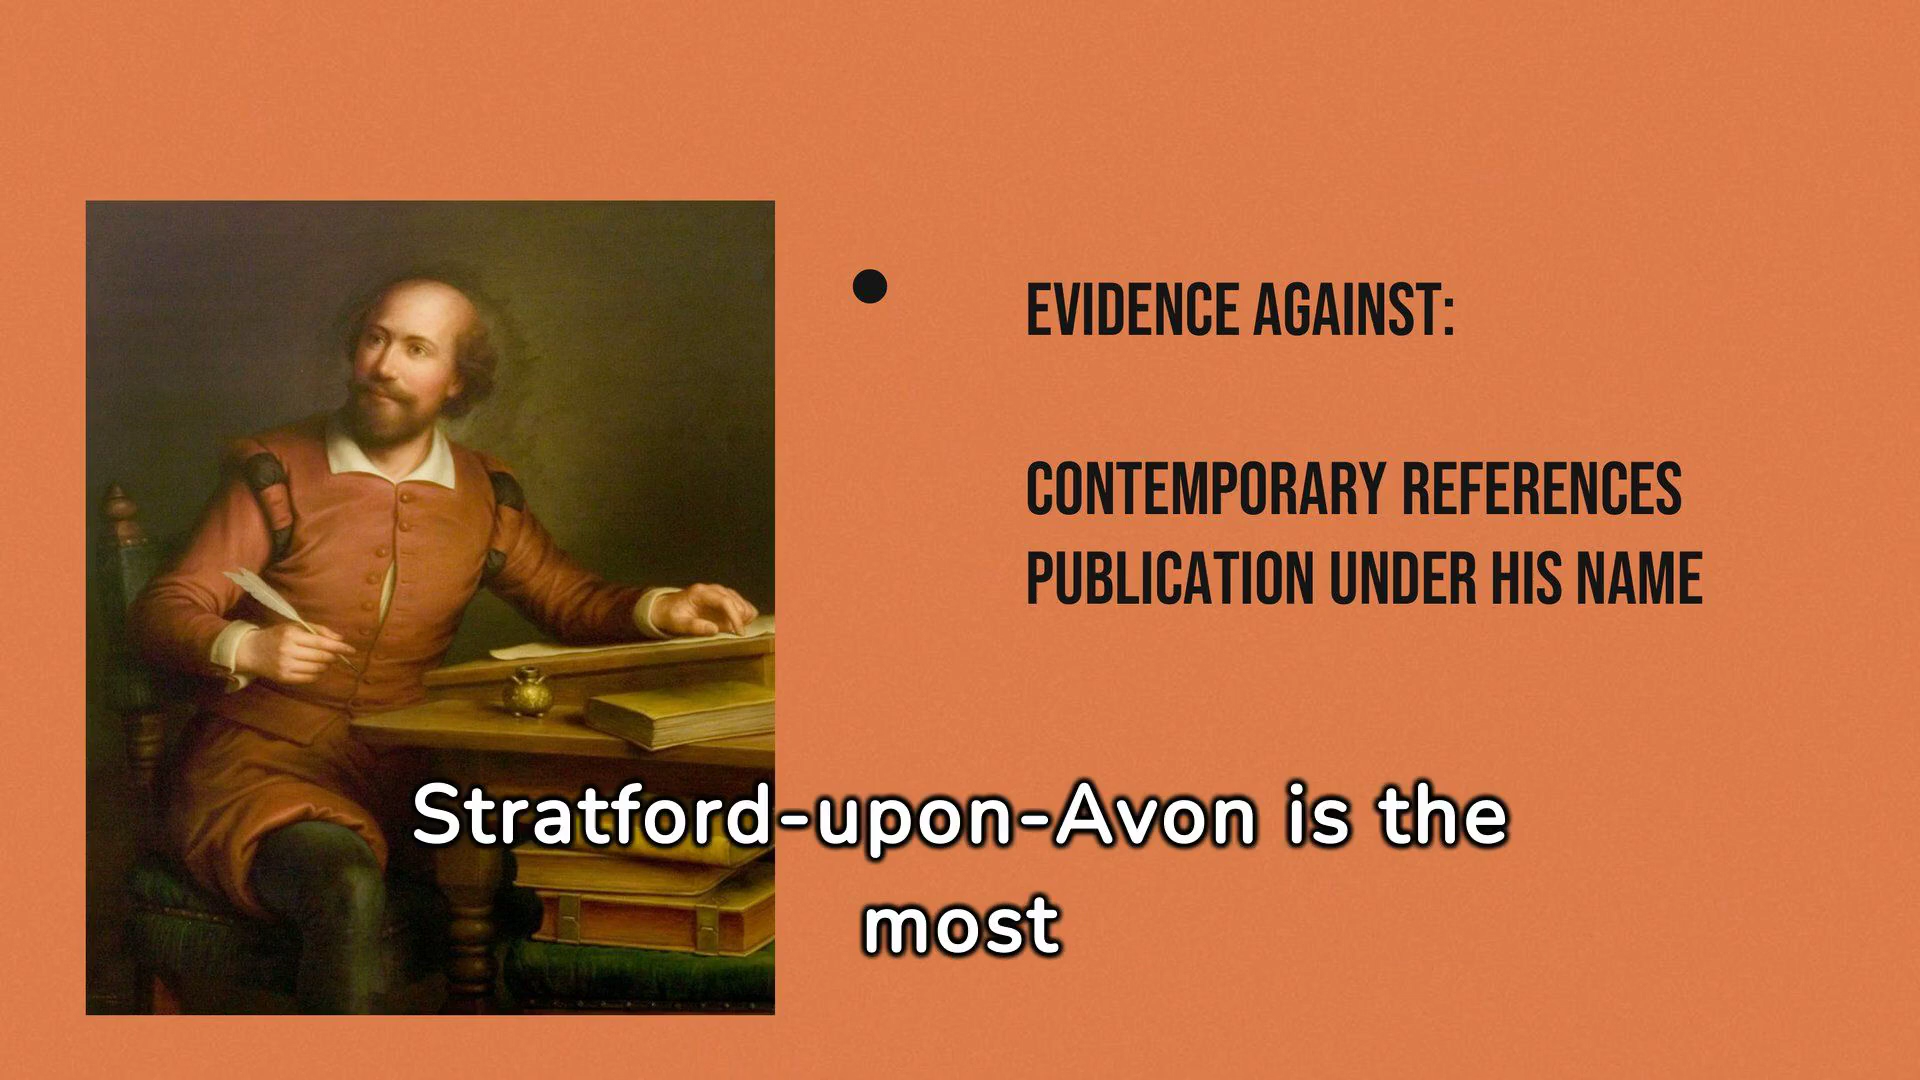 EVIDENCE AGAINST:
CONTEMPORARY REFERENCES
PUBLICATION UNDER HIS NAME
Stratford-upon-Avon is the
most